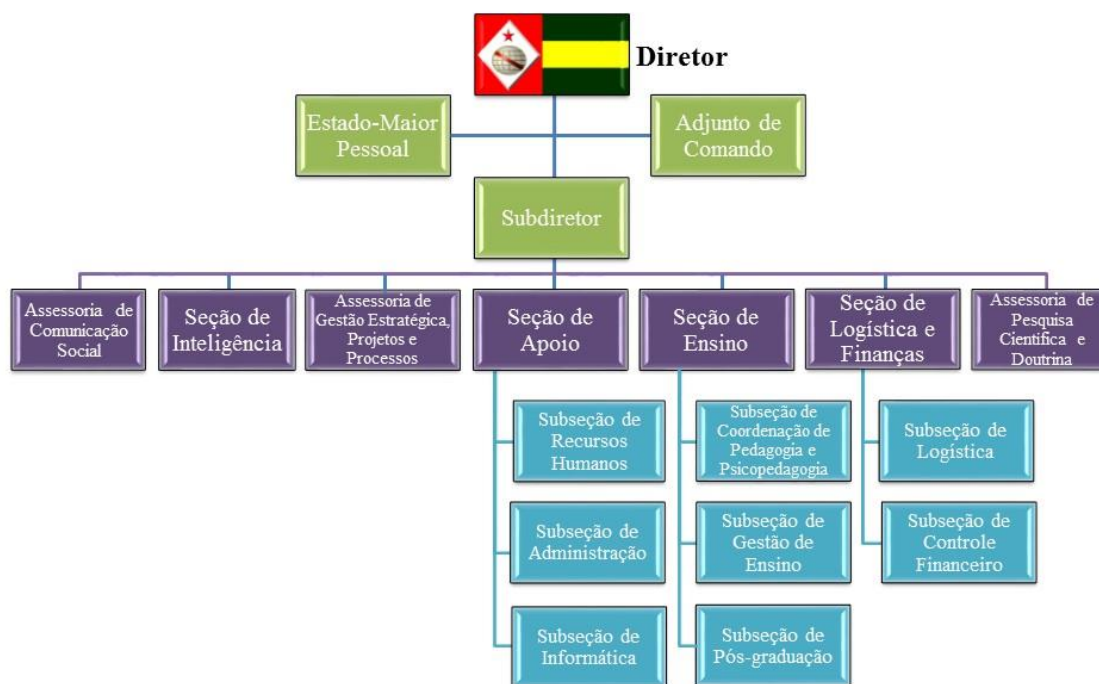 Diretor
Estado-Maior
Pessoal
Adjunto de
Comando
Subdiretor
Assessoria de
Comunicação
Social
Seção de
Inteligência
Assessoria de
Gestão Estratégica,
Projetos e
Processos
Seção de
Apoio
Seção de
Ensino
Seção de
Logística e
Finanças
Assessoria de
Pesquisa
Científica e
Doutrina
Subseção de
Recursos
Humanos
Subseção de
Administração
Subseção de
Informática
Subseção de
Coordenação de
Pedagogia e
Psicopedagogia
Subseção de
Gestão de
Ensino
Subseção de
Pós-graduação
Subseção de
Logística
Subseção de
Controle
Financeiro